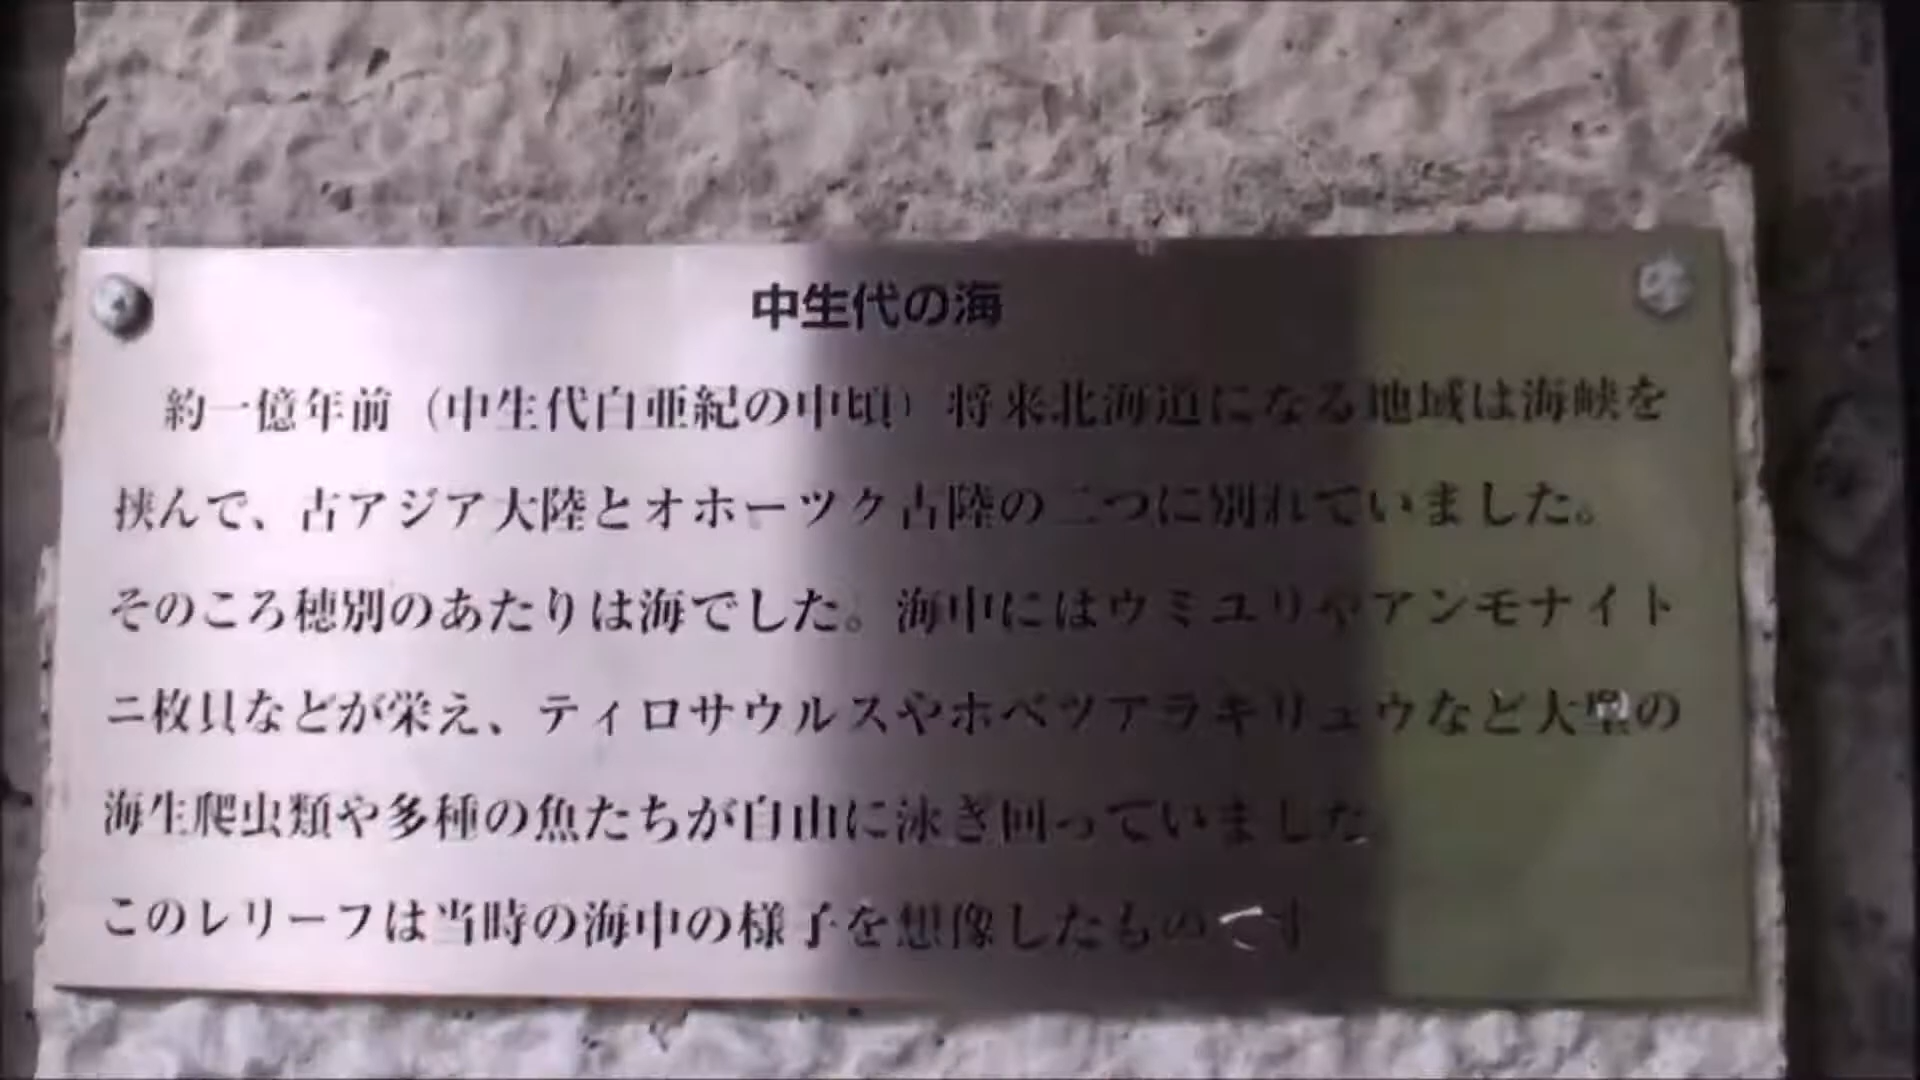 中生代の海
約一億年前（中生代白亜紀の中頃）将来北海道になる地域は海峡を
挟んで、古アジア大陸とオホーツク古陸の二つに別れていました。
そのころ穂別のあたりは海でした。海中にはウミユリやアンモナイト
二枚貝などが栄え、ティロサウルスやホベツアラキリュウなど大型の
海生爬虫類や多種の魚たちが自由に泳ぎ回っていました。
このレリーフは当時の海中の様子を想像したものです